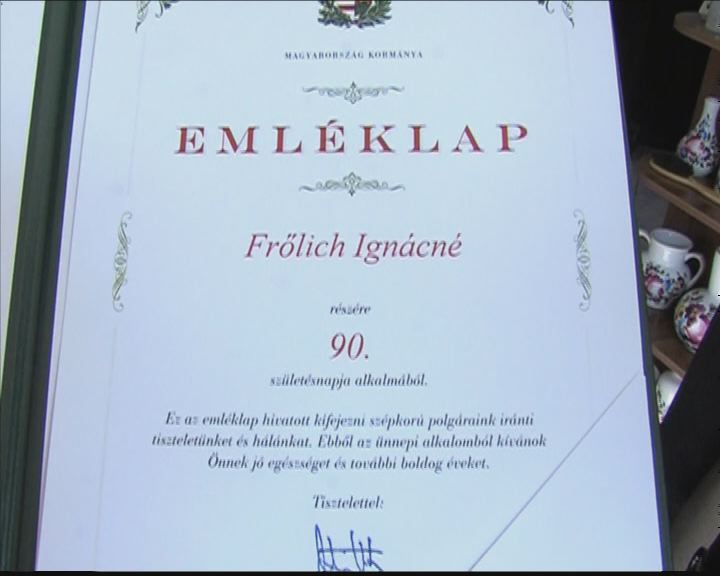 MAGYARORSZÁG KORMÁNYA
EMLÉKLAP
Frőlich Ignácné
részére
90.
születésnapja alkalmából.
Ez az emléklap hivatott kifejezni szépkorú polgáraink iránti
tiszteletünket és hálánkat. Ebből az ünnepi alkalomból kívánok
Önnek jó egészséget és további boldog éveket.
Tisztelettel: